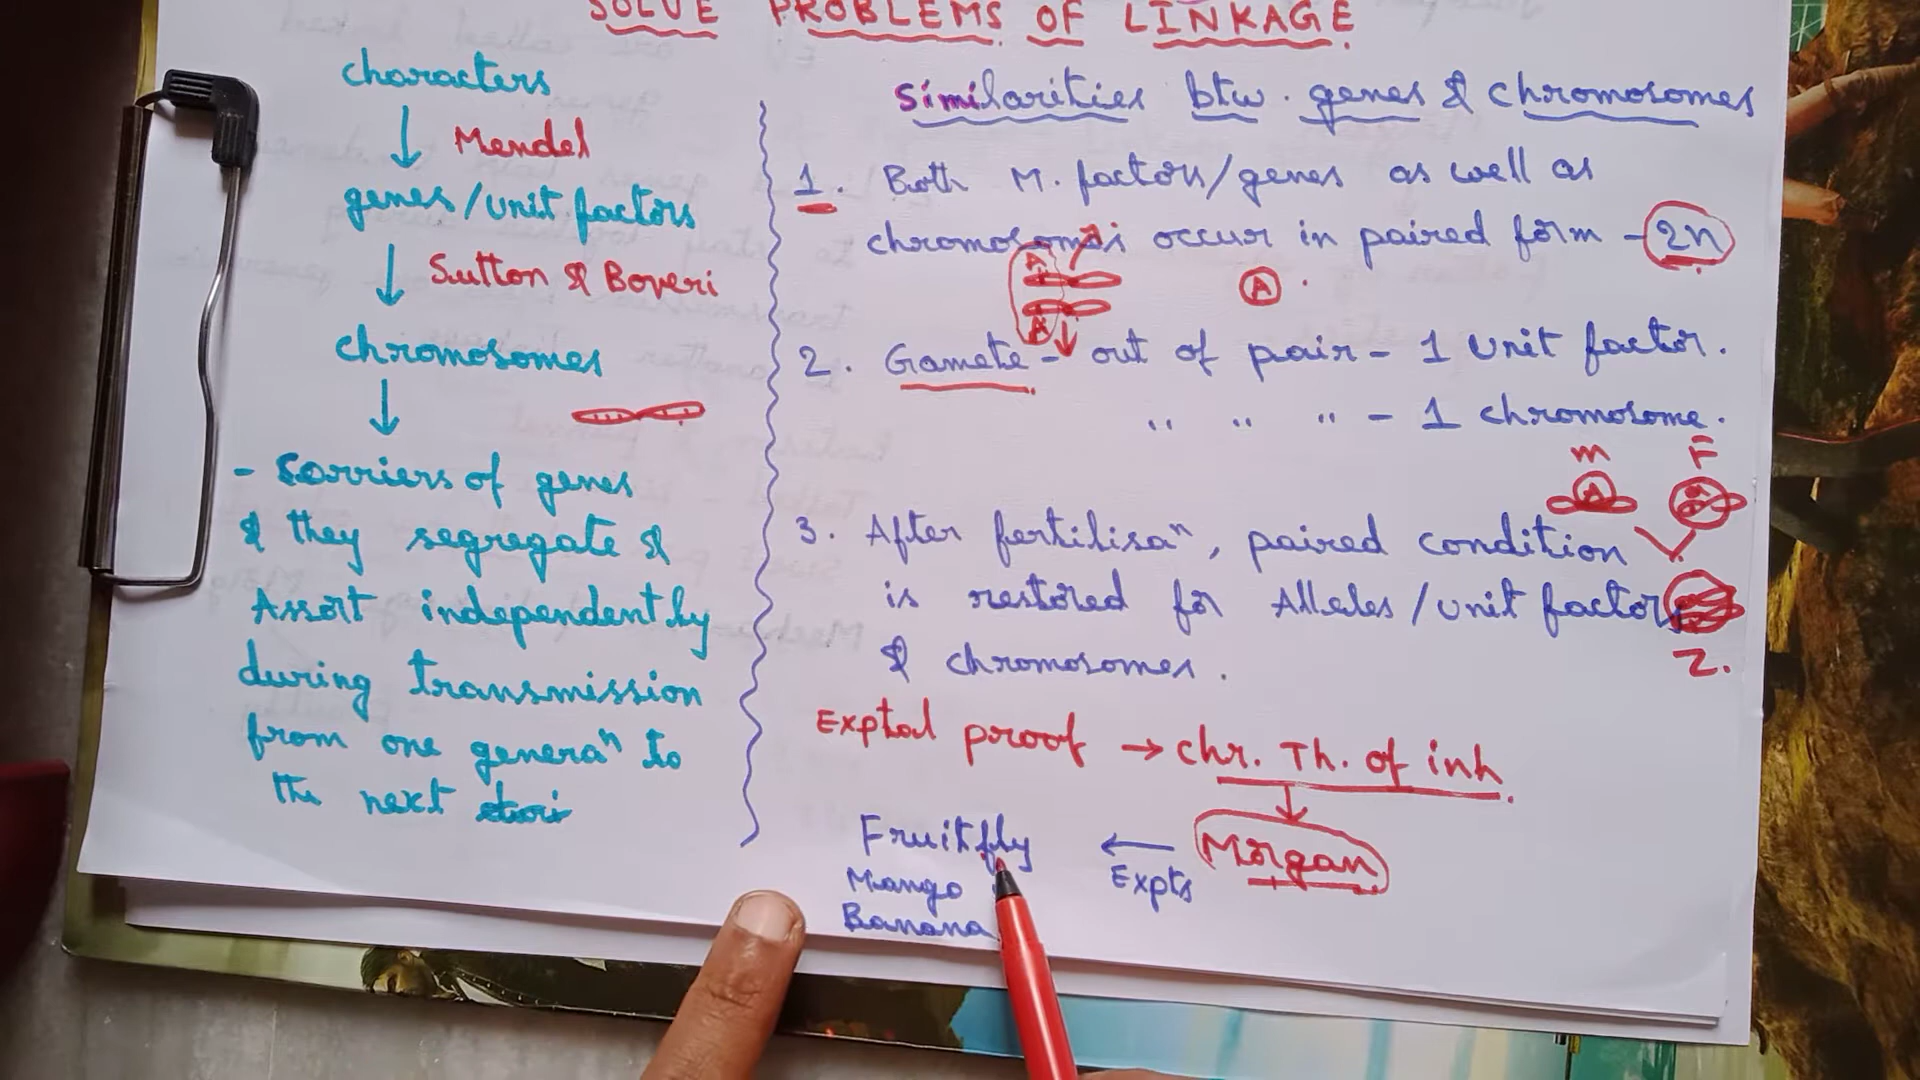 SOLVE PROBLEMS OF LINKAGE
characters
Mendel
genes/unit factors
Sutton & Boveri
chromosomes
- Carriers of genes
& they segregate &
Assort independently
during transmission
from one generaⁿ to
the next
Similarities btw. genes & chromosomes
1. Both M. factors/genes as well as
chromosomes occur in paired form - 2n
A
A
A
2. Gamete - out of pair - 1 unit factor.
,, ,, ,, - 1 chromosome.
m F
A
3. After fertilisaⁿ, paired condition
is restored for Alleles/unit factors
& chromosomes.
Z.
Exptal proof → chr. Th. of inh.
Morgan
Expts
Fruitfly
Mango
Banana